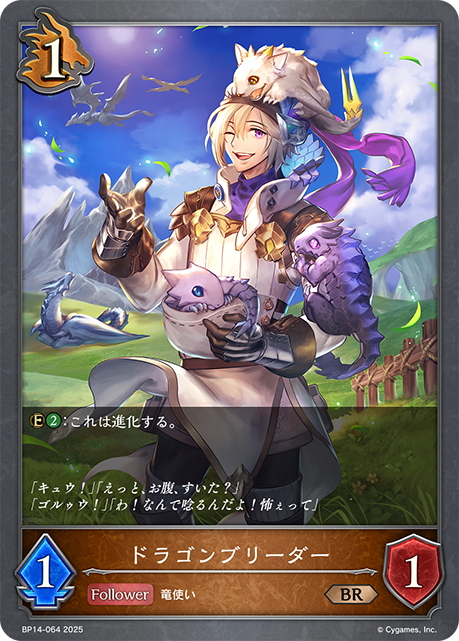 1
E 2:これは進化する。
「キュウ!」「えっと、お腹、すいた?」
「ゴルゥウ!」「わ!なんで唸るんだよ!怖ぇって」
ドラゴンブリーダー
1
Follower 竜使い
BR
1
BP14-064 2025
© Cygames, Inc.